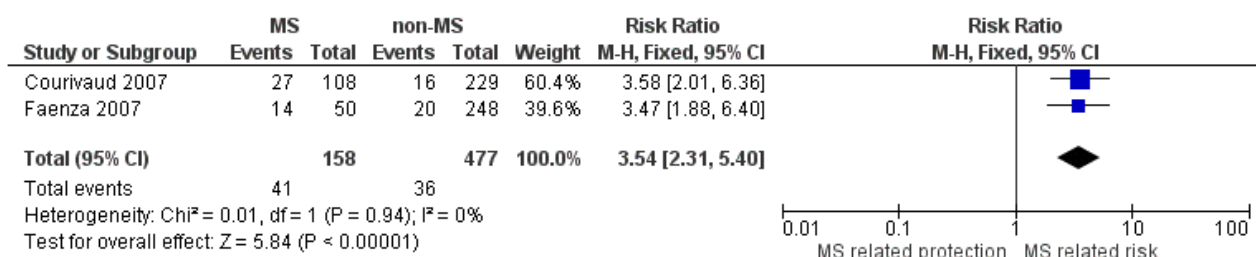 MS non-MS Risk Ratio Risk Ratio
Study or Subgroup Events Total Events Total Weight M-H, Fixed, 95% CI M-H, Fixed, 95% CI
Courivaud 2007 27 108 16 229 60.4% 3.58 [2.01, 6.36]
Faenza 2007 14 50 20 248 39.6% 3.47 [1.88, 6.40]
Total (95% CI) 158 477 100.0% 3.54 [2.31, 5.40]
Total events 41 36
Heterogeneity: Chi² = 0.01, df = 1 (P = 0.94); I² = 0%
Test for overall effect: Z = 5.84 (P < 0.00001)
0.01 0.1 1 10 100
MS related protection MS related risk